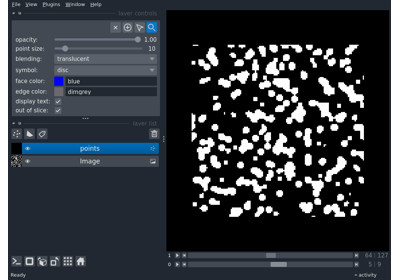 File View Plugins Window Help
layer controls
opacity: 1.00
point size: 10
blending: translucent
symbol: disc
face color: blue
edge color: dimgrey
display text:
out of slice:
layer list
points
Image
1 64 127
0 5 9
Ready activity